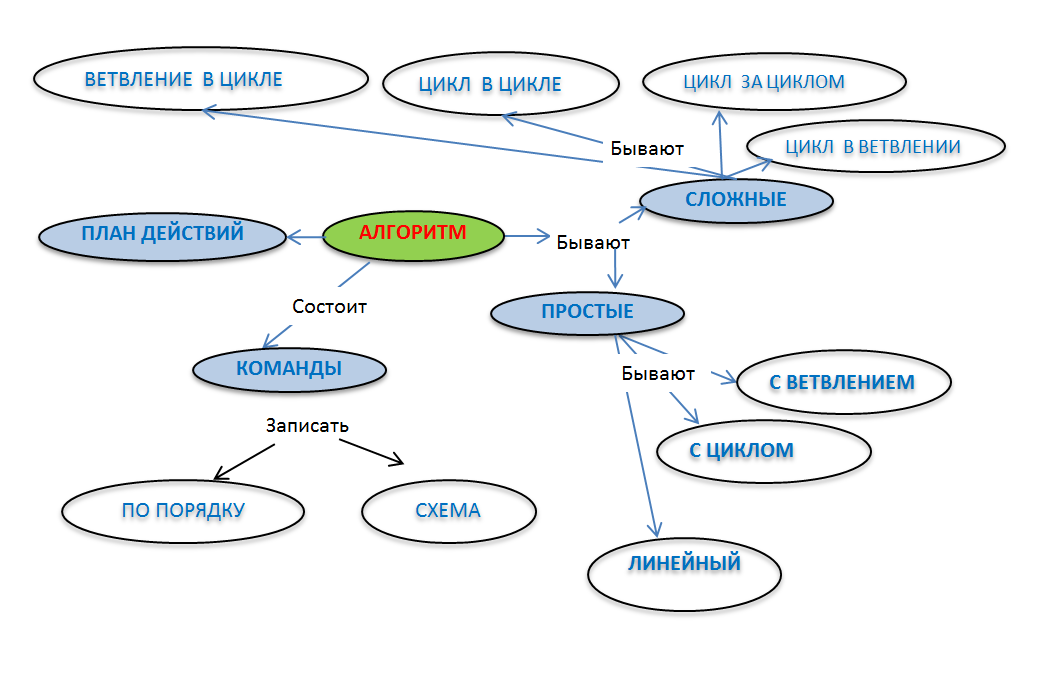 ВЕТВЛЕНИЕ В ЦИКЛЕ
ЦИКЛ В ЦИКЛЕ
ЦИКЛ ЗА ЦИКЛОМ
Бывают
ЦИКЛ В ВЕТВЛЕНИИ
СЛОЖНЫЕ
ПЛАН ДЕЙСТВИЙ
АЛГОРИТМ
Бывают
Состоит
ПРОСТЫЕ
КОМАНДЫ
Бывают
С ВЕТВЛЕНИЕМ
Записать
С ЦИКЛОМ
ПО ПОРЯДКУ
СХЕМА
ЛИНЕЙНЫЙ